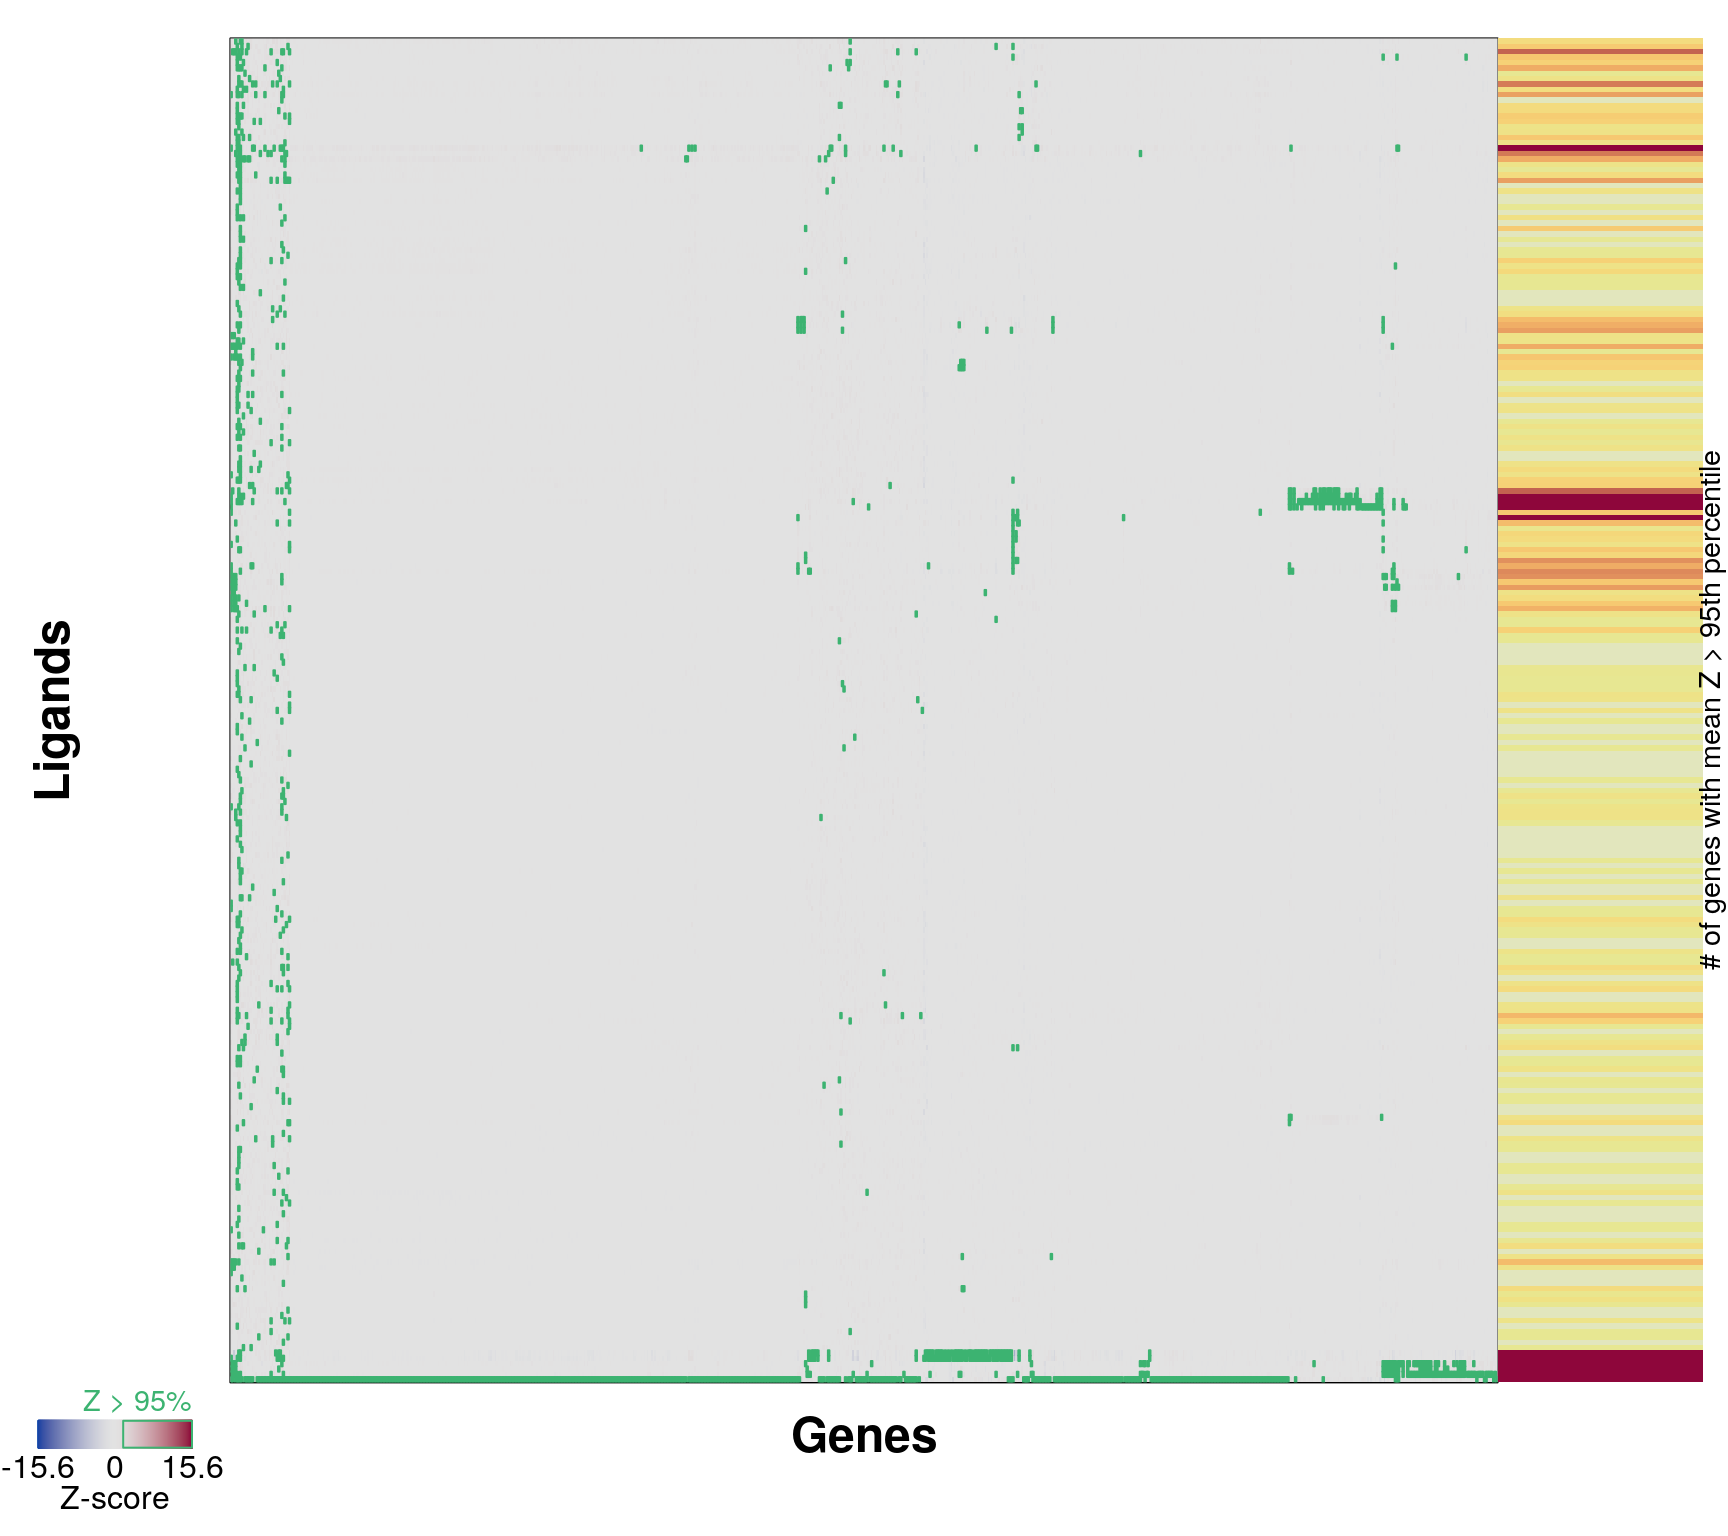 Ligands
# of genes with mean Z > 95th percentile
Genes
Z > 95%
-15.6 0 15.6
Z-score